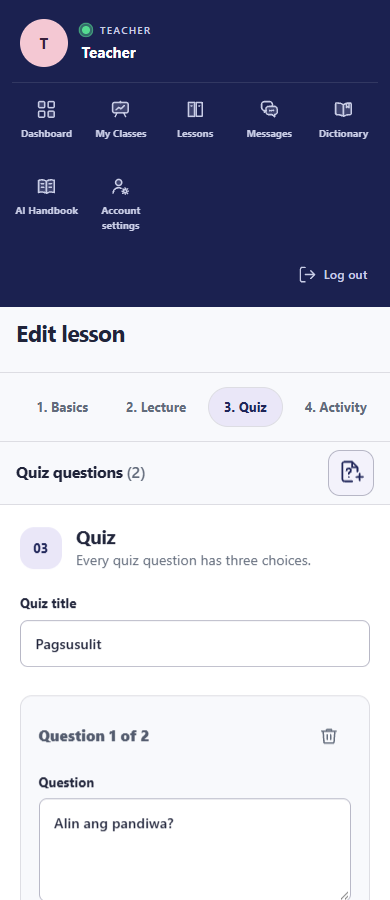 T
TEACHER
Teacher
Dashboard
My Classes
Lessons
Messages
Dictionary
AI Handbook
Account
settings
Log out
Edit lesson
1. Basics
2. Lecture
3. Quiz
4. Activity
Quiz questions (2)
03
Quiz
Every quiz question has three choices.
Quiz title
Pagsusulit
Question 1 of 2
Question
Alin ang pandiwa?